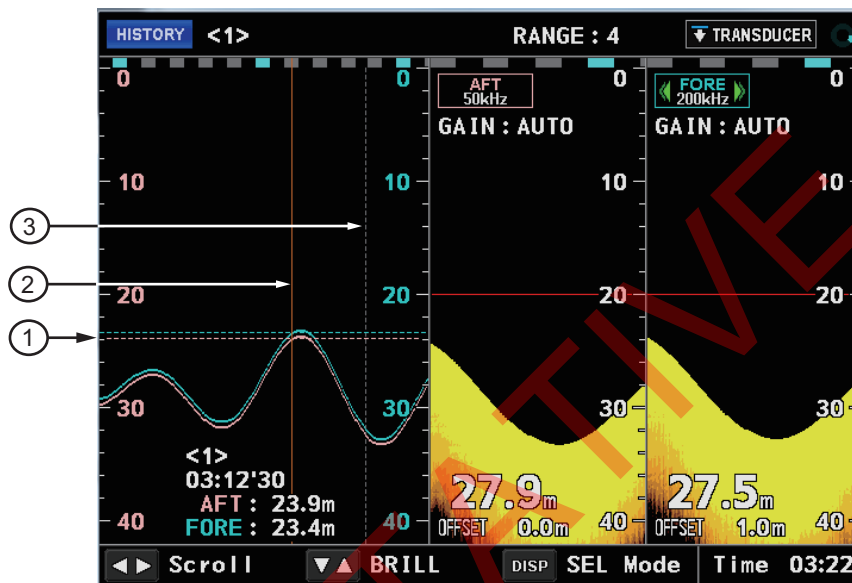 HISTORY <1> RANGE : 4 TRANSDUCER
0 0 0 0
AFT
50kHz
FORE
200kHz
GAIN : AUTO GAIN : AUTO
10 10 10 10
3
2
20 20 20 20
1
30 30 30 30
<1>
03:12'30
AFT : 23.9m
FORE : 23.4m
27.9m 27.5m
OFFSET 0.0m OFFSET 1.0m
40 40 40 40
Scroll BRILL DISP SEL Mode Time 03:22
TATIVE